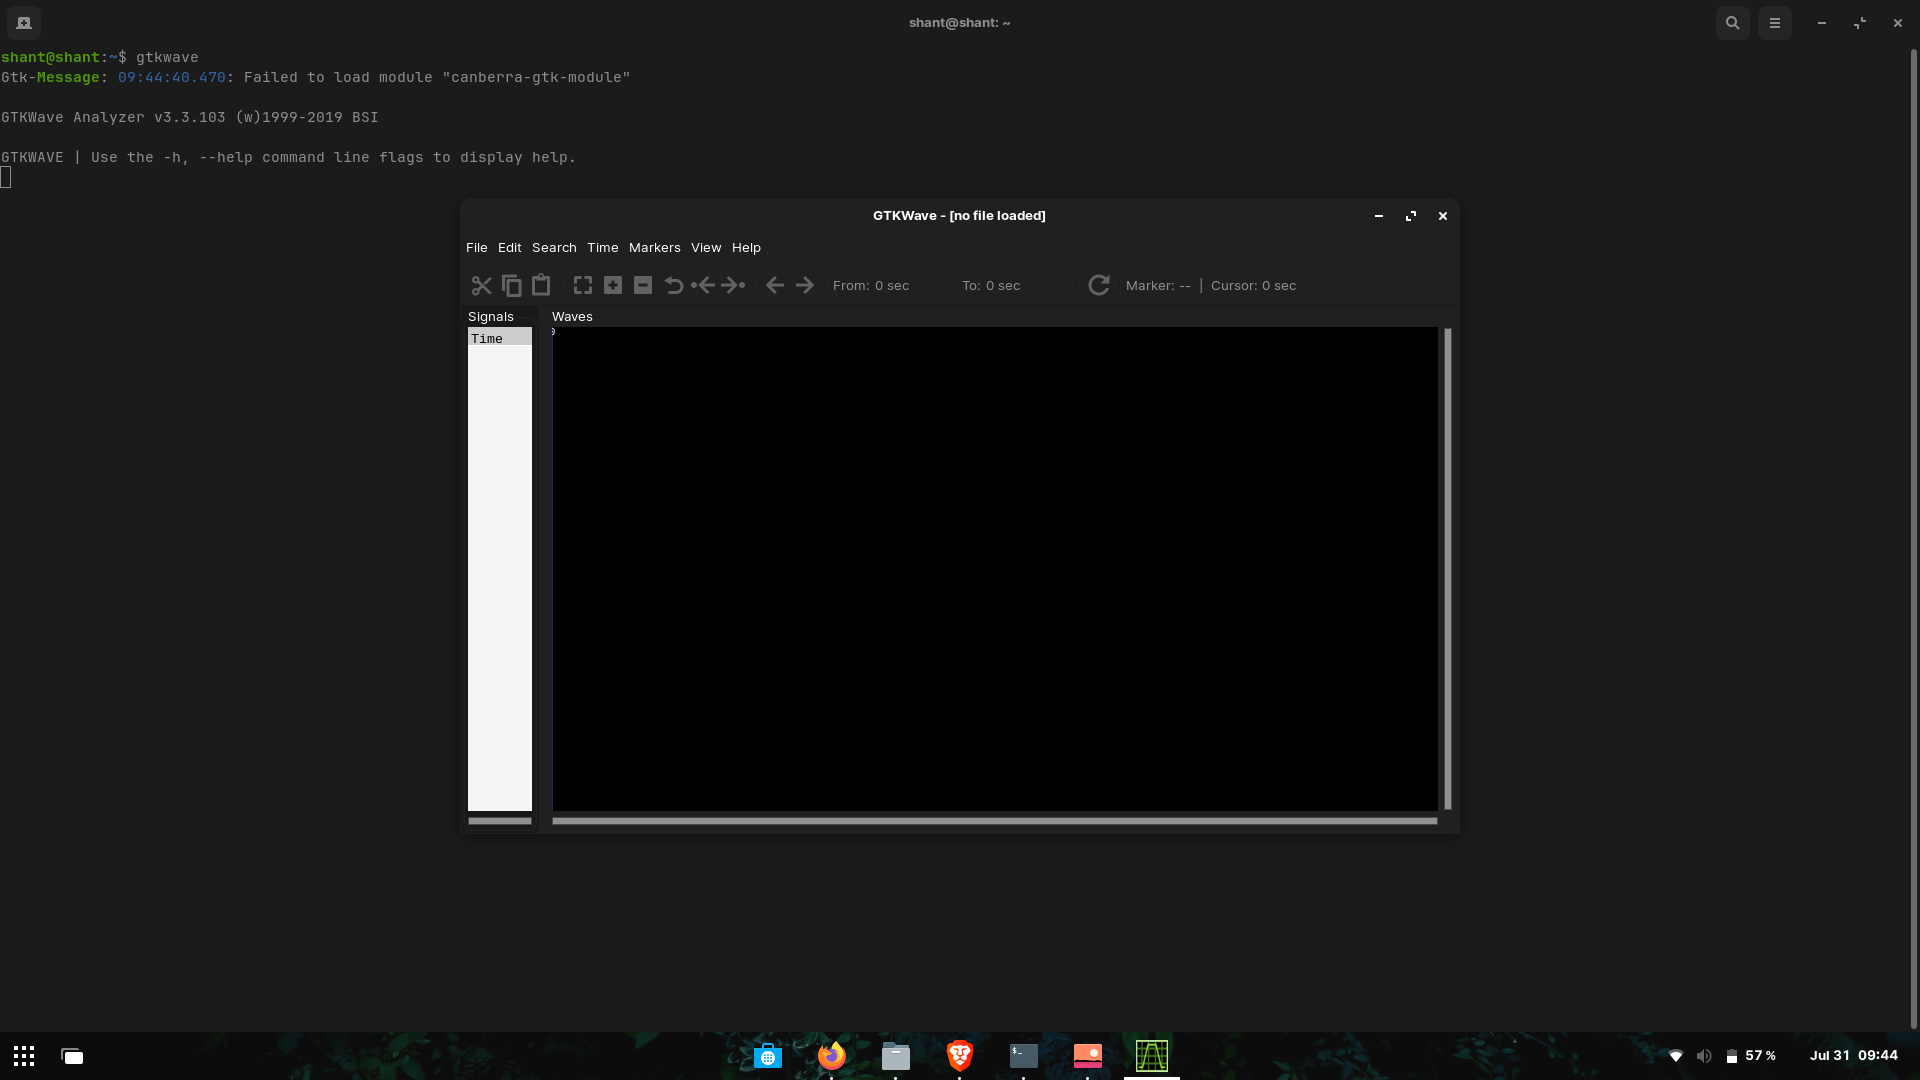 shant@shant: ~
shant@shant:~$ gtkwave
Gtk-Message: 09:44:40.470: Failed to load module "canberra-gtk-module"
GTKWave Analyzer v3.3.103 (w)1999-2019 BSI
GTKWAVE | Use the -h, --help command line flags to display help.
GTKWave - [no file loaded]
File Edit Search Time Markers View Help
From: 0 sec To: 0 sec Marker: -- | Cursor: 0 sec
Signals Waves
Time 0
$-
57 % Jul 31 09:44